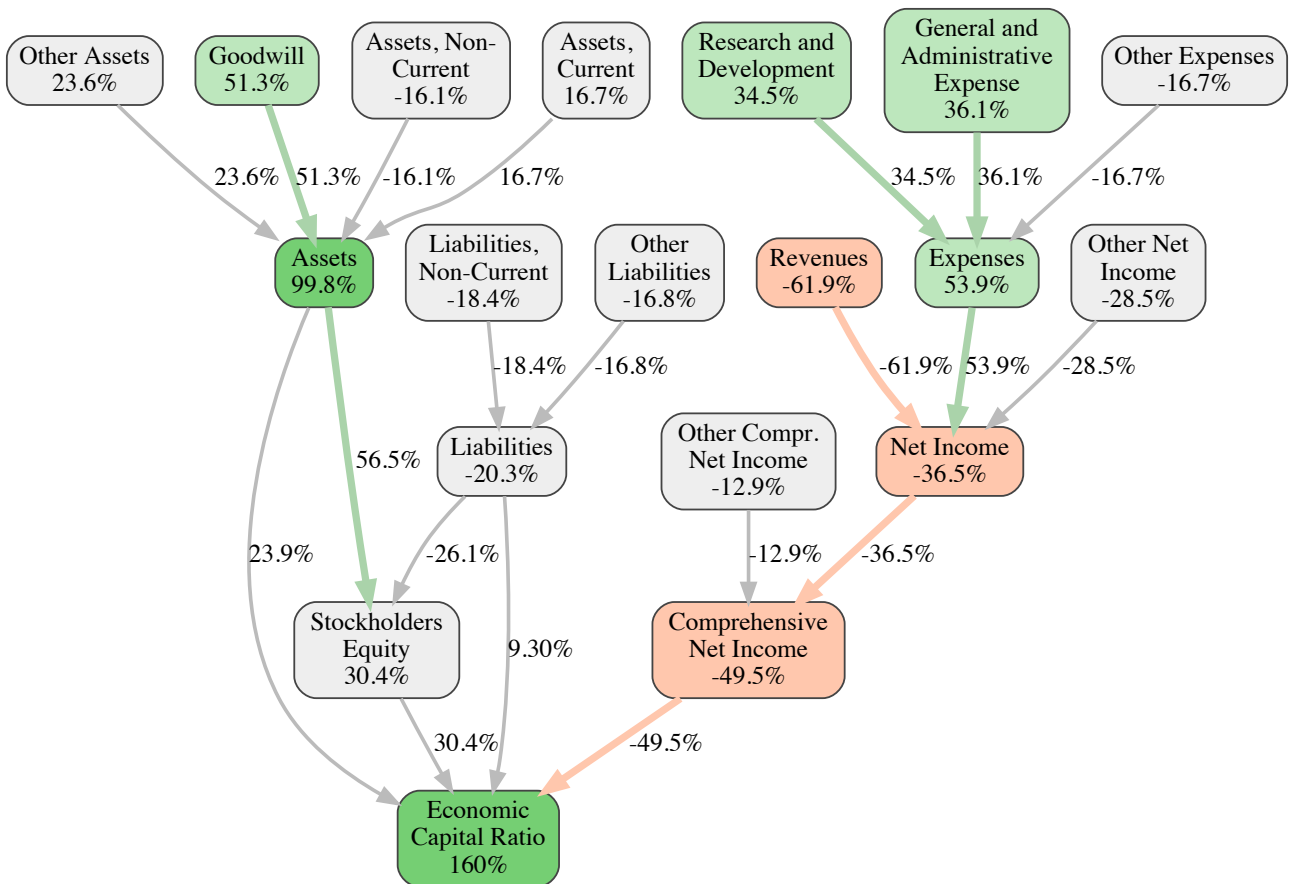 Other Assets
23.6%
Goodwill
51.3%
Assets, Non-
Current
-16.1%
Assets,
Current
16.7%
Research and
Development
34.5%
General and
Administrative
Expense
36.1%
Other Expenses
-16.7%
23.6%
51.3%
-16.1%
16.7%
34.5%
36.1%
-16.7%
Assets
99.8%
Liabilities,
Non-Current
-18.4%
Other
Liabilities
-16.8%
Revenues
-61.9%
Expenses
53.9%
Other Net
Income
-28.5%
-18.4%
-16.8%
-61.9%
53.9%
-28.5%
Liabilities
-20.3%
Other Compr.
Net Income
-12.9%
Net Income
-36.5%
56.5%
23.9%
-26.1%
9.30%
-12.9%
-36.5%
Stockholders
Equity
30.4%
Comprehensive
Net Income
-49.5%
30.4%
-49.5%
Economic
Capital Ratio
160%